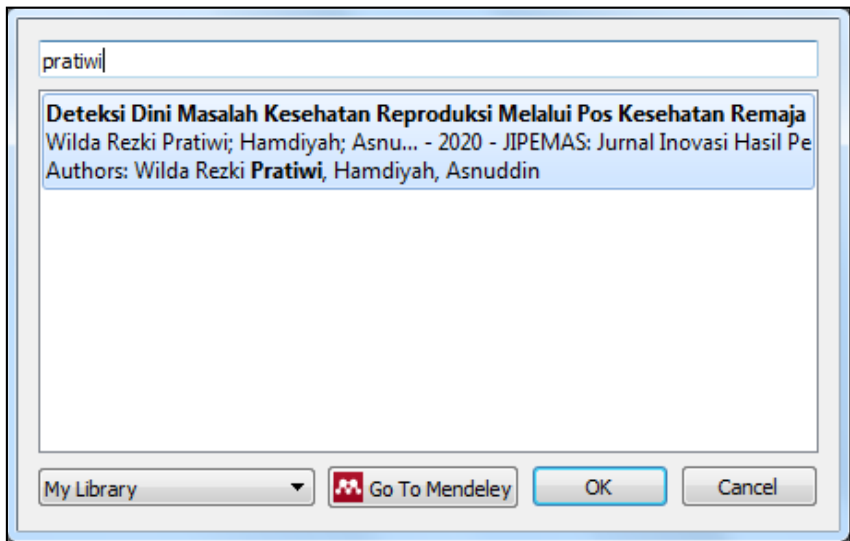 pratiwi
Deteksi Dini Masalah Kesehatan Reproduksi Melalui Pos Kesehatan Remaja
Wilda Rezki Pratiwi; Hamdiyah; Asnu... - 2020 - JIPEMAS: Jurnal Inovasi Hasil Pe
Authors: Wilda Rezki Pratiwi, Hamdiyah, Asnuddin
My Library Go To Mendeley OK Cancel